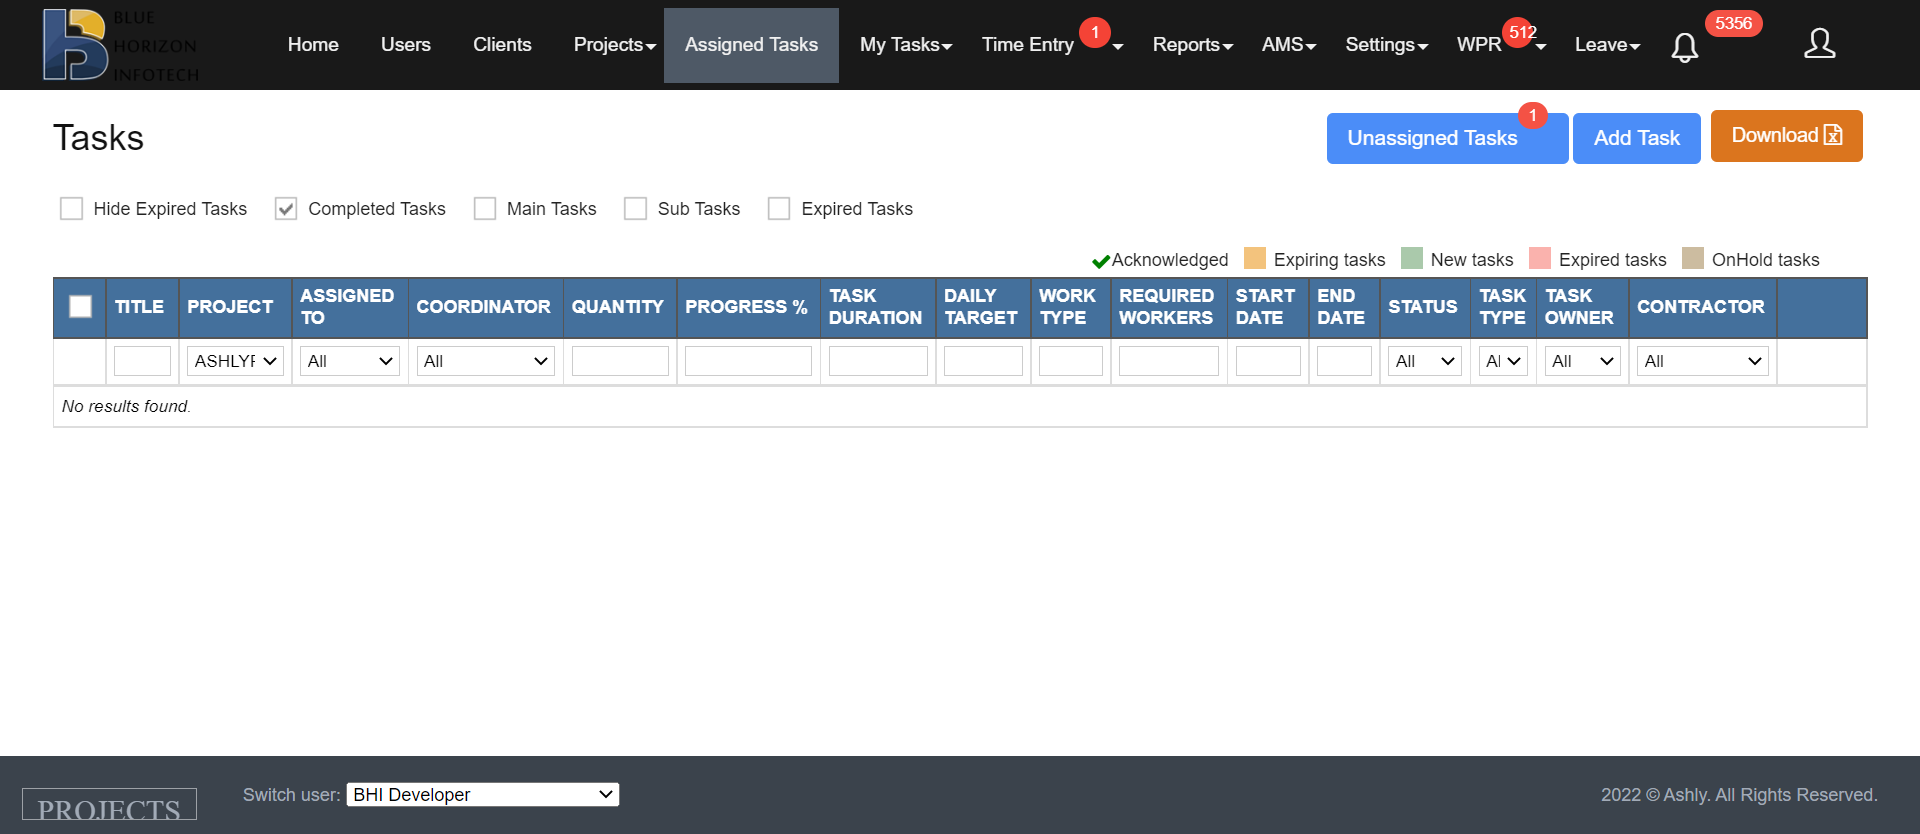 BLUE
HORIZON
INFOTECH
Home Users Clients Projects Assigned Tasks My Tasks Time Entry 1 Reports AMS Settings WPR 512 Leave 5356
Tasks
Unassigned Tasks 1 Add Task Download
Hide Expired Tasks Completed Tasks Main Tasks Sub Tasks Expired Tasks
Acknowledged Expiring tasks New tasks Expired tasks OnHold tasks
TITLE PROJECT ASSIGNED TO COORDINATOR QUANTITY PROGRESS % TASK DURATION DAILY TARGET WORK TYPE REQUIRED WORKERS START DATE END DATE STATUS TASK TYPE TASK OWNER CONTRACTOR
All All All All All
No results found.
PROJECTS Switch user: BHI Developer 2022 © Ashly. All Rights Reserved.